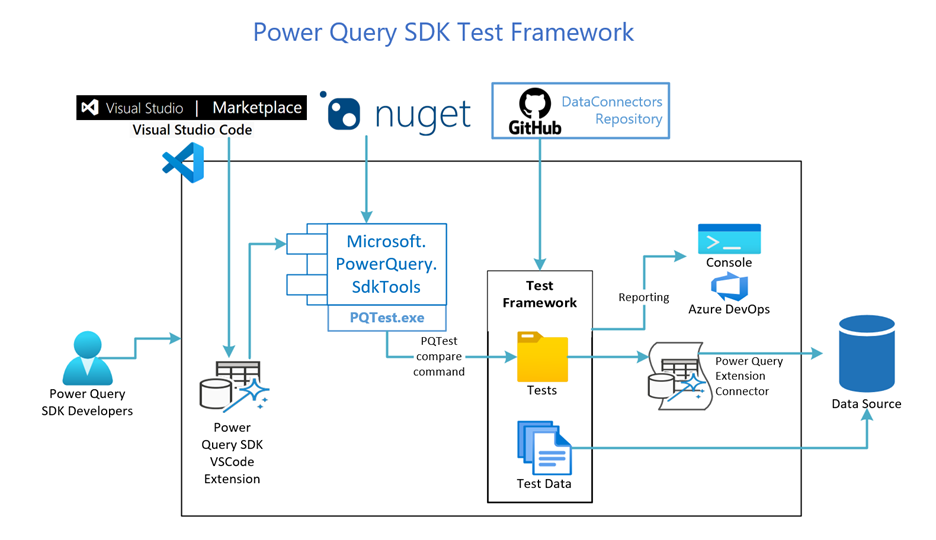 Power Query SDK Test Framework
Visual Studio | Marketplace
Visual Studio Code
nuget
GitHub
DataConnectors
Repository
Microsoft.
PowerQuery.
SdkTools
PQTest.exe
Test
Framework
Reporting
Console
Azure DevOps
PQTest
compare
command
Tests
Power Query
Extension
Connector
Data Source
Power Query
SDK Developers
Power
Query SDK
VSCode
Extension
Test Data